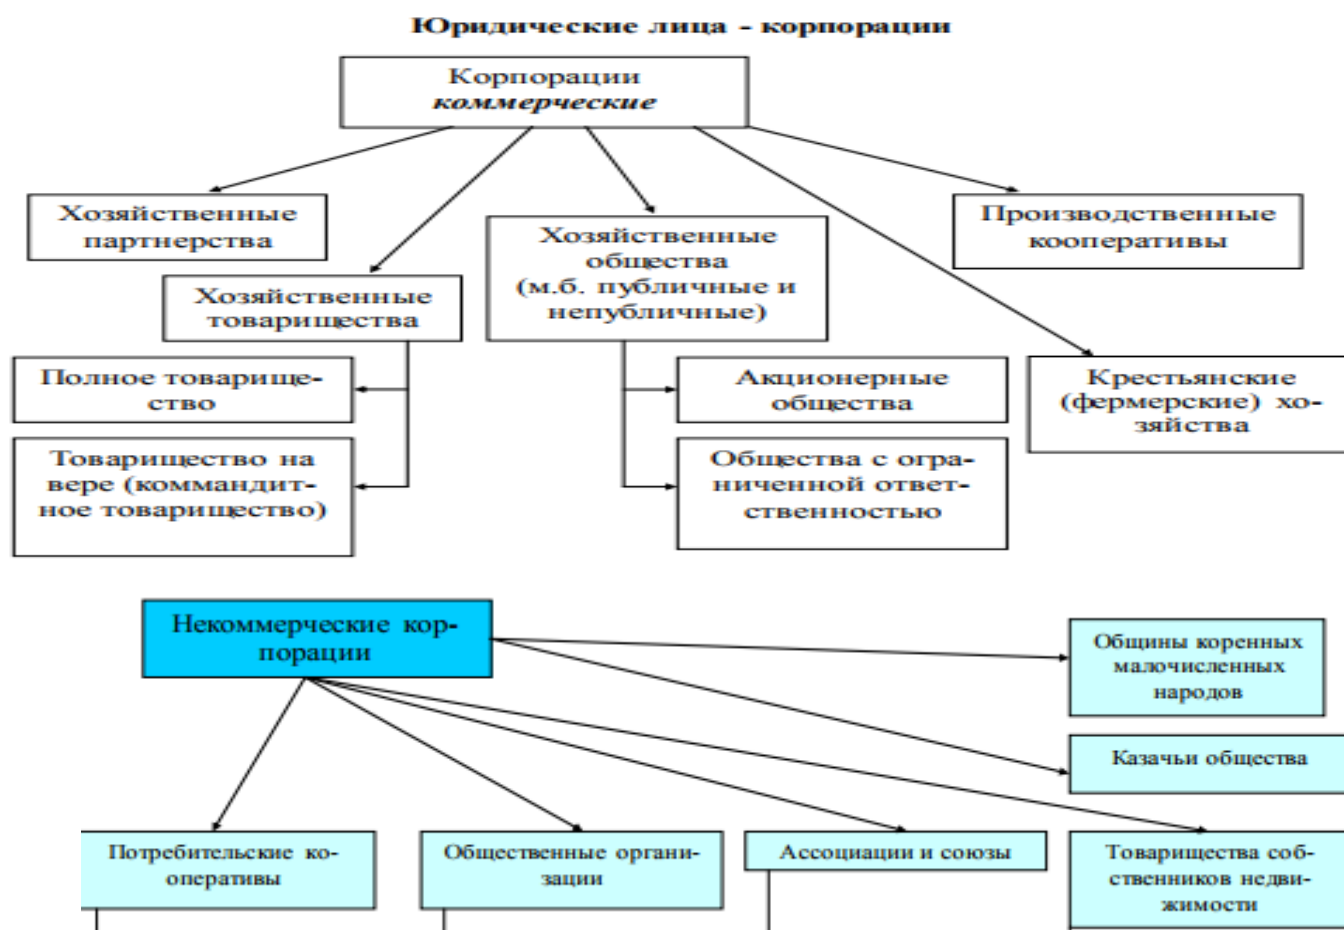 Юридические лица - корпорации
Корпорации
коммерческие
Хозяйственные
партнерства
Хозяйственные
товарищества
Хозяйственные
общества
(м.б. публичные и
непубличные)
Производственные
кооперативы
Полное товарище-
ство
Товарищество на
вере (коммандит-
ное товарищество)
Акционерные
общества
Общества с огра-
ниченной ответ-
ственностью
Крестьянские
(фермерские) хо-
зяйства
Некоммерческие кор-
порации
Общины коренных
малочисленных
народов
Казачьи общества
Потребительские ко-
оперативы
Общественные органи-
зации
Ассоциации и союзы
Товарищества соб-
ственников недви-
жимости